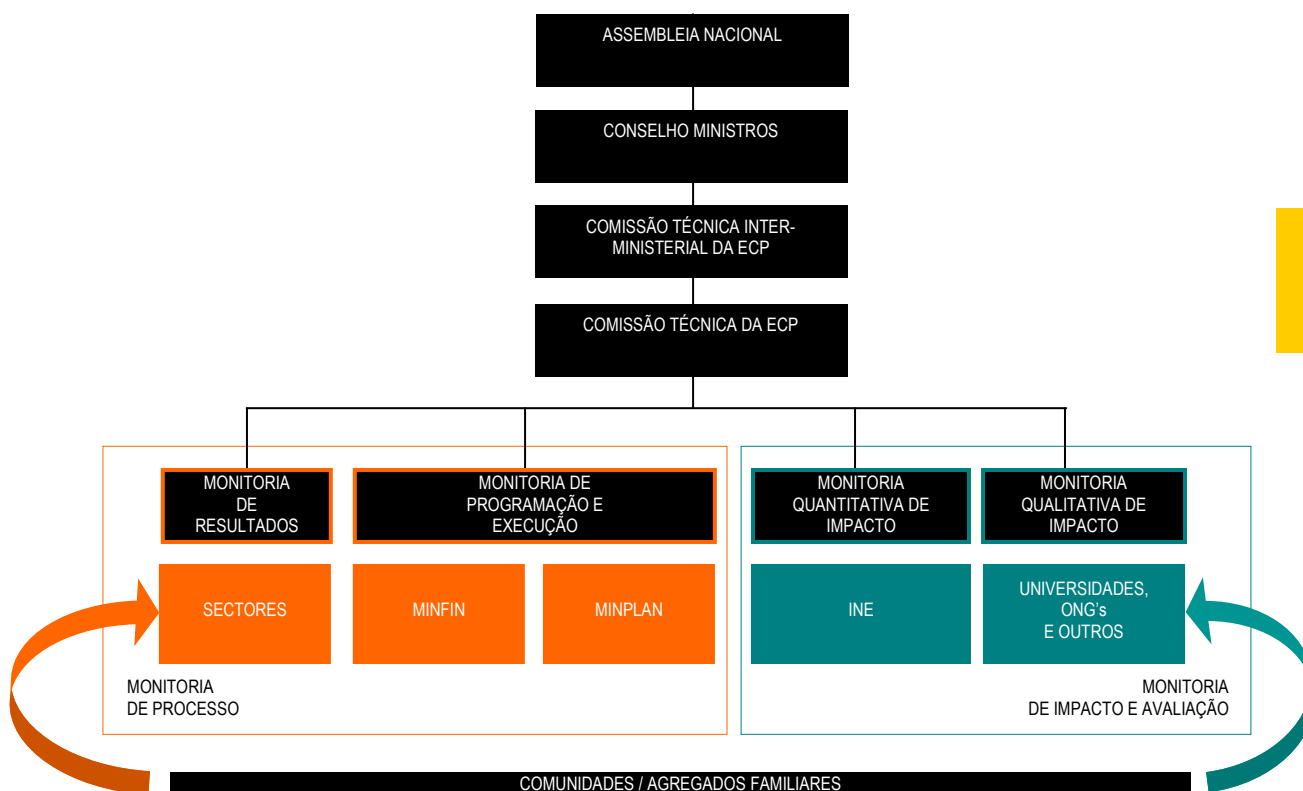 ASSEMBLEIA NACIONAL
CONSELHO MINISTROS
COMISSÃO TÉCNICA INTER-
MINISTERIAL DA ECP
COMISSÃO TÉCNICA DA ECP
MONITORIA
DE
RESULTADOS
MONITORIA DE
PROGRAMAÇÃO E
EXECUÇÃO
MONITORIA
QUANTITATIVA DE
IMPACTO
MONITORIA
QUALITATIVA DE
IMPACTO
SECTORES
MINFIN
MINPLAN
INE
UNIVERSIDADES,
ONG's
E OUTROS
MONITORIA
DE PROCESSO
MONITORIA
DE IMPACTO E AVALIAÇÃO
COMUNIDADES / AGREGADOS FAMILIARES